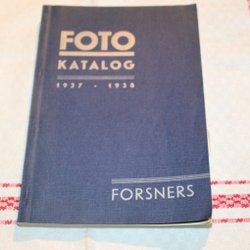 FOTO
KATALOG
1937 - 1938
FORSNERS